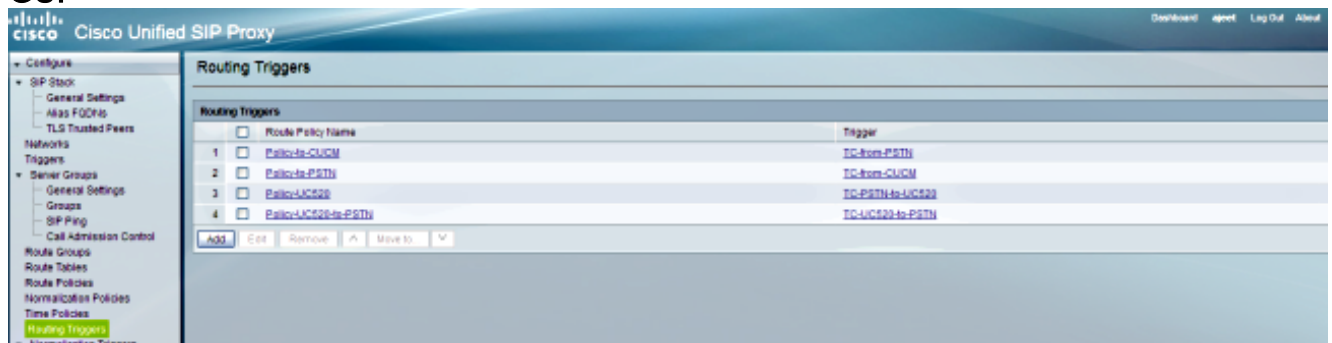 CISCO Cisco Unified SIP Proxy
Dashboard ajeet Log Out About
Configure
SIP Stack
General Settings
Alias FQDNs
TLS Trusted Peers
Networks
Triggers
Server Groups
General Settings
Groups
SIP Ping
Call Admission Control
Route Groups
Route Tables
Route Policies
Normalization Policies
Time Policies
Routing Triggers
Routing Triggers
Routing Triggers
Route Policy Name Trigger
1 Policy-to-CUCM TC-from-PSTN
2 Policy-to-PSTN TC-from-CUCM
3 Policy-UC520 TC-PSTN-to-UC520
4 Policy-UC520-to-PSTN TC-UC520-to-PSTN
Add Edit Remove Move to